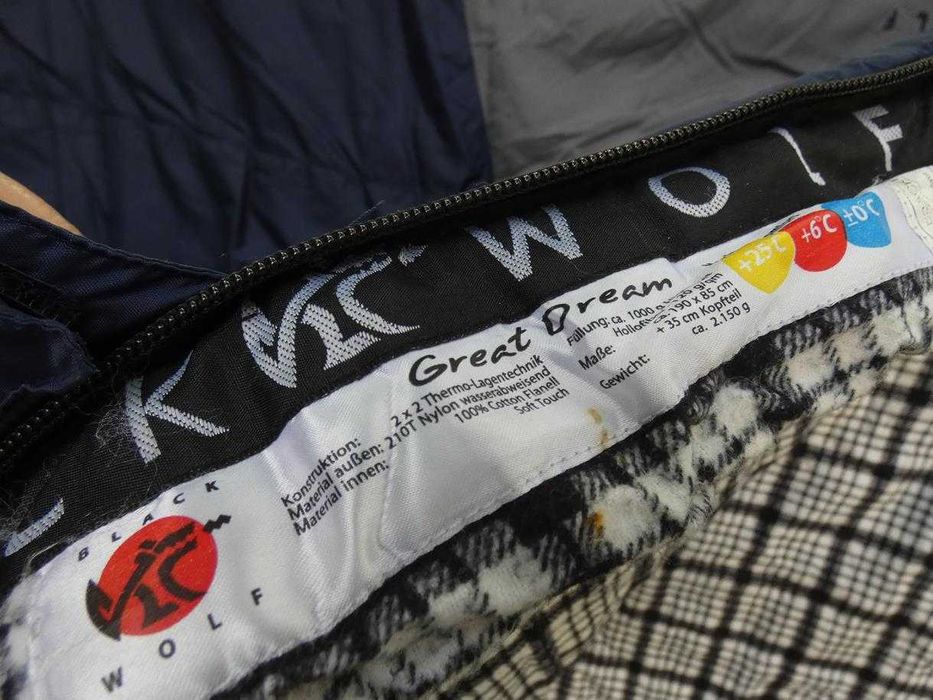 K WOLF
BLACK
WOLF
Great Dream
Konstruktion: 2 x 2 Thermo-Lagentechnik
Material außen: 210T Nylon wasserabweisend
Material innen: 100% Cotton Flanell
Soft Touch
Füllung: ca. 1000 g
Maße: ca. 190 x 85 cm
+ 35 cm Kopfteil
Gewicht: ca. 2.150 g
+25°C
+6°C
±0°C